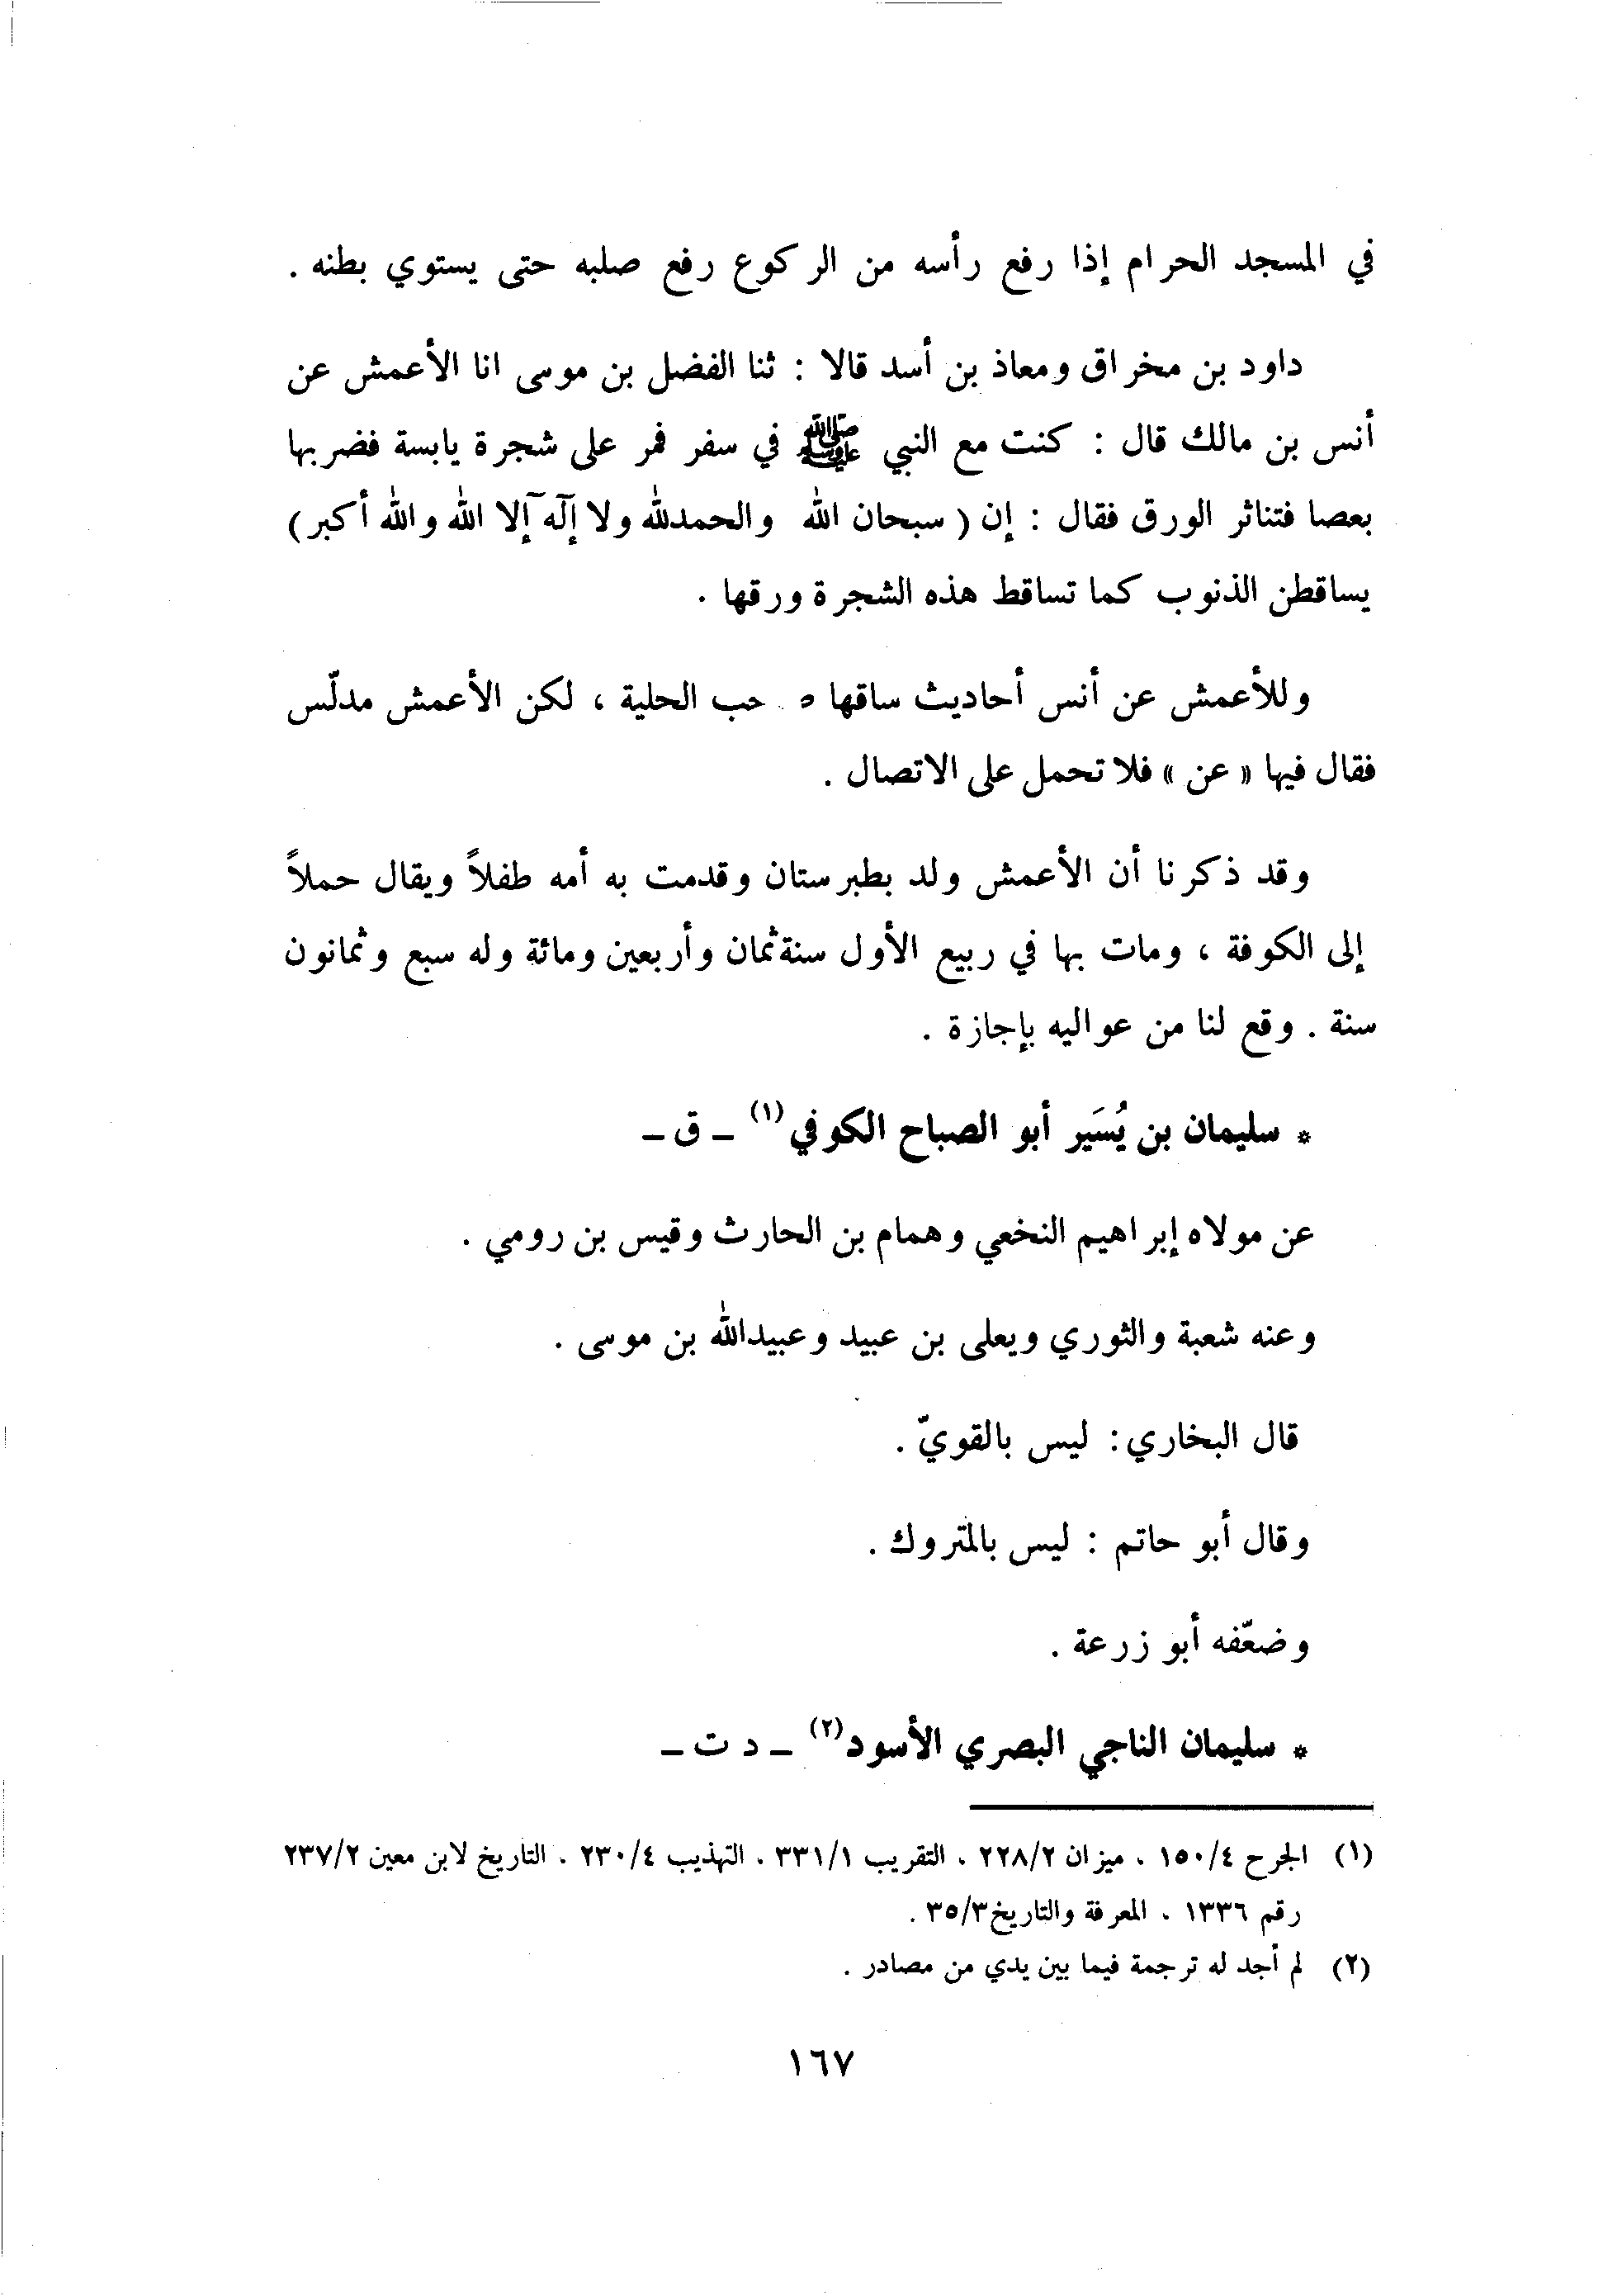 في المسجد الحرام إذا رفع رأسه من الركوع رفع صلبه حتى يستوي بطنه .
داود بن مخراق ومعاذ بن أسد قالا : ثنا الفضل بن موسى انا الأعمش عن
أنس بن مالك قال : كنت مع النبي ﷺ في سفر فمر على شجرة يابسة فضربها
بعصا فتناثر الورق فقال : إن ( سبحان الله والحمدلله ولا إله إلا الله والله أكبر )
يساقطن الذنوب كما تساقط هذه الشجرة ورقها .
وللأعمش عن أنس أحاديث ساقها حب الحلية ، لكن الأعمش مدلّس
فقال فيها « عن » فلا تحمل على الاتصال .
وقد ذكرنا أن الأعمش ولد بطبرستان وقدمت به أمه طفلاً ويقال حملاً
إلى الكوفة ، ومات بها في ربيع الأول سنة ثمان وأربعين ومائة وله سبع وثمانون
سنة . وقع لنا من عواليه بإجازة .
* سليمان بن يُسَير أبو الصباح الكوفي (١) ـ ق ـ
عن مولاه إبراهيم النخعي وهمام بن الحارث وقيس بن رومي .
وعنه شعبة والثوري ويعلى بن عبيد وعبيدالله بن موسى .
قال البخاري : ليس بالقويّ .
وقال أبو حاتم : ليس بالمتروك .
وضعّفه أبو زرعة .
* سليمان الناجي البصري الأسود (٢) ـ د ت ـ
(١) الجرح ١٥٠/٤ . ميزان ٢٢٨/٢ . التقريب ٣٣١/١ . التهذيب ٢٣٠/٤ . التاريخ لابن معين ٢٣٧/٢
رقم ١٣٣٦ . المعرفة والتاريخ ٣٥/٣ .
(٢) لم أجد له ترجمة فيما بين يدي من مصادر .
١٦٧